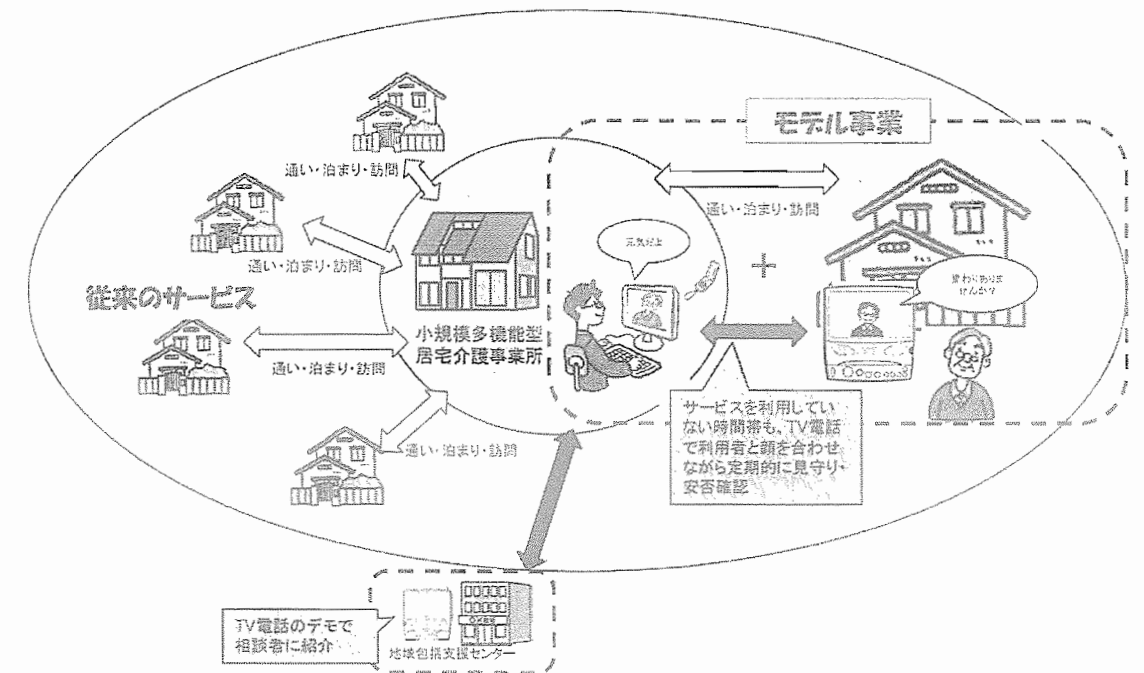 モデル事業
通い・泊まり・訪問
通い・泊まり・訪問
元気だよ
+
変わりありま
せんか?
通い・泊まり・訪問
従来のサービス
小規模多機能型
居宅介護事業所
通い・泊まり・訪問
サービスを利用してい
ない時間帯も、TV電話
で利用者と顔を合わせ
ながら定期的に見守り・
安否確認
通い・泊まり・訪問
TV電話のデモで
相談者に紹介
地域包括支援センター